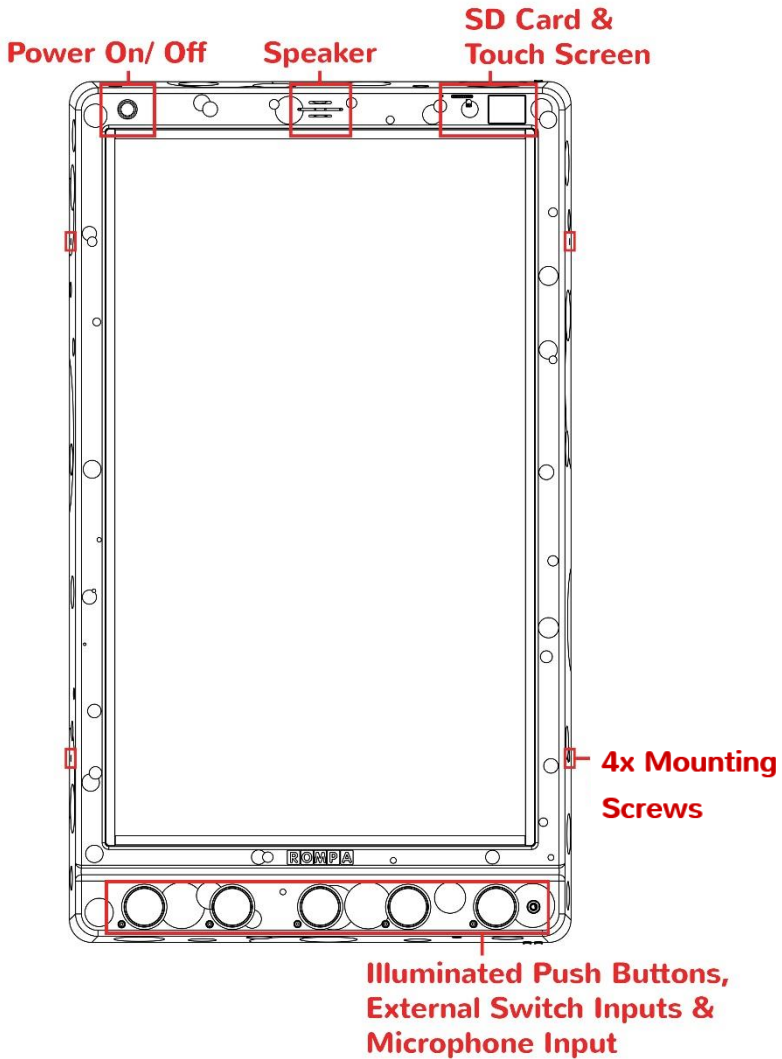 SD Card &
Power On/ Off Speaker Touch Screen
4x Mounting
Screws
ROMPA
Illuminated Push Buttons,
External Switch Inputs &
Microphone Input